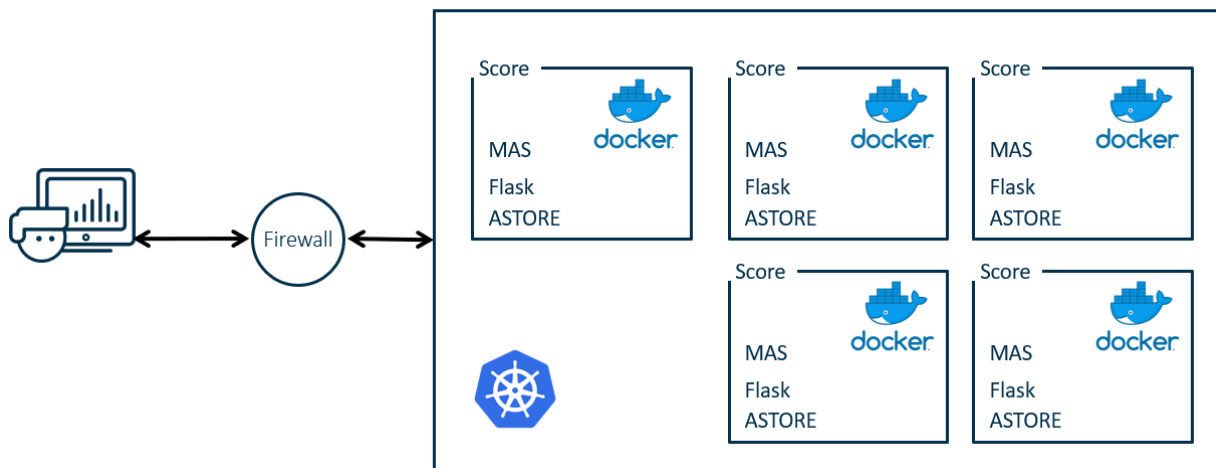 Firewall
Score
docker
MAS
Flask
ASTORE
Score
docker
MAS
Flask
ASTORE
Score
docker
MAS
Flask
ASTORE
Score
docker
MAS
Flask
ASTORE
Score
docker
MAS
Flask
ASTORE